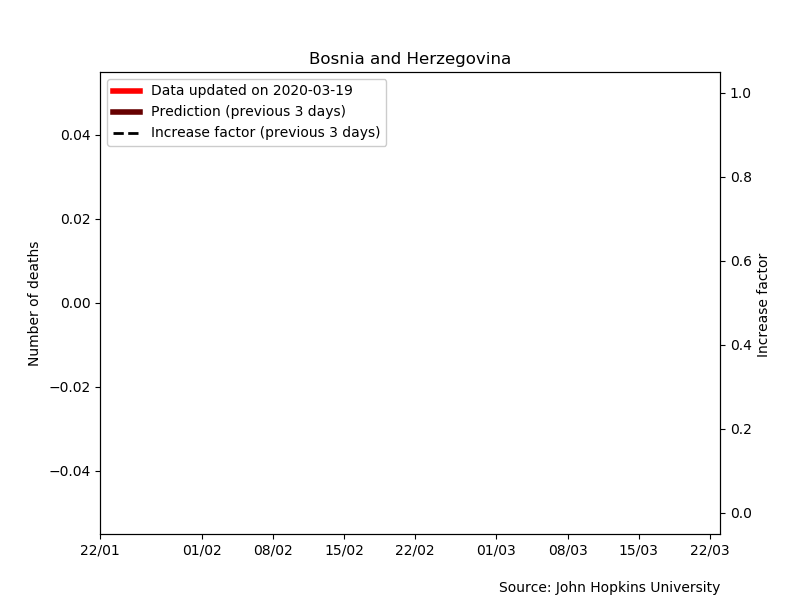 Bosnia and Herzegovina
Data updated on 2020-03-19
Prediction (previous 3 days)
Increase factor (previous 3 days)
0.04
0.02
0.00
−0.02
−0.04
Number of deaths
1.0
0.8
0.6
0.4
0.2
0.0
Increase factor
22/01 01/02 08/02 15/02 22/02 01/03 08/03 15/03 22/03
Source: John Hopkins University